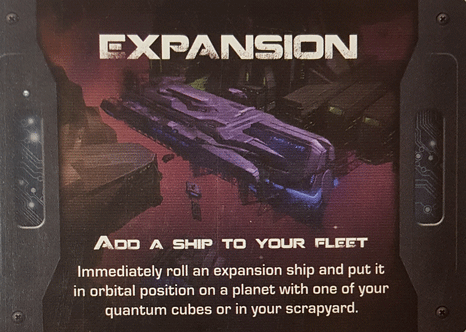 EXPANSION
ADD A SHIP TO YOUR FLEET
Immediately roll an expansion ship and put it
in orbital position on a planet with one of your
quantum cubes or in your scrapyard.